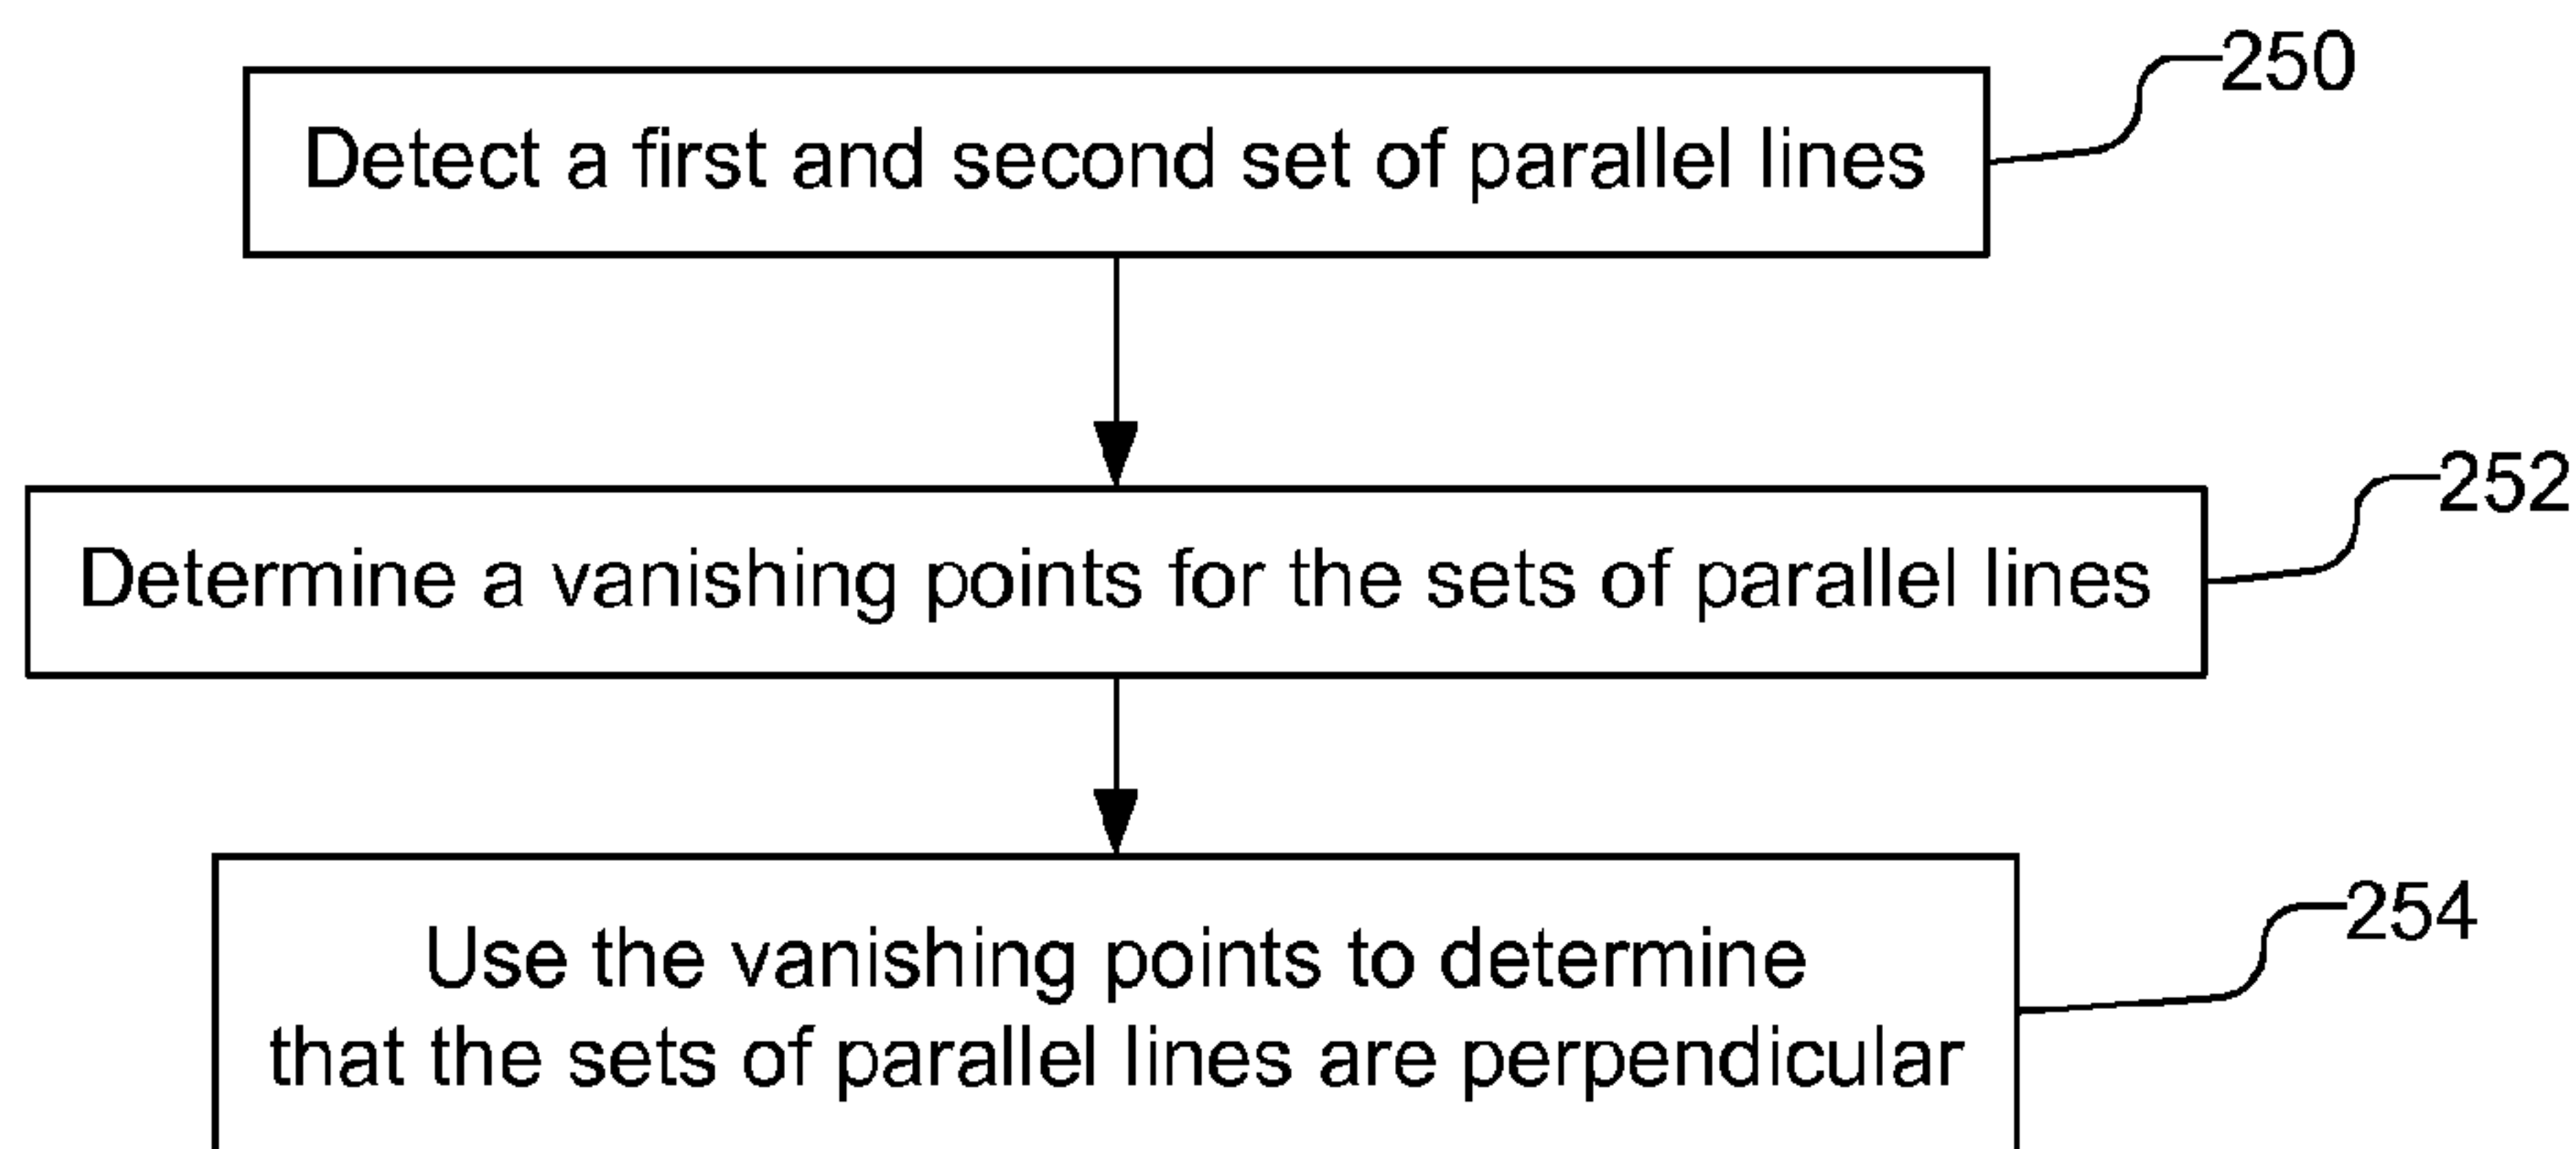 250
Detect a first and second set of parallel lines
252
Determine a vanishing points for the sets of parallel lines
254
Use the vanishing points to determine
that the sets of parallel lines are perpendicular